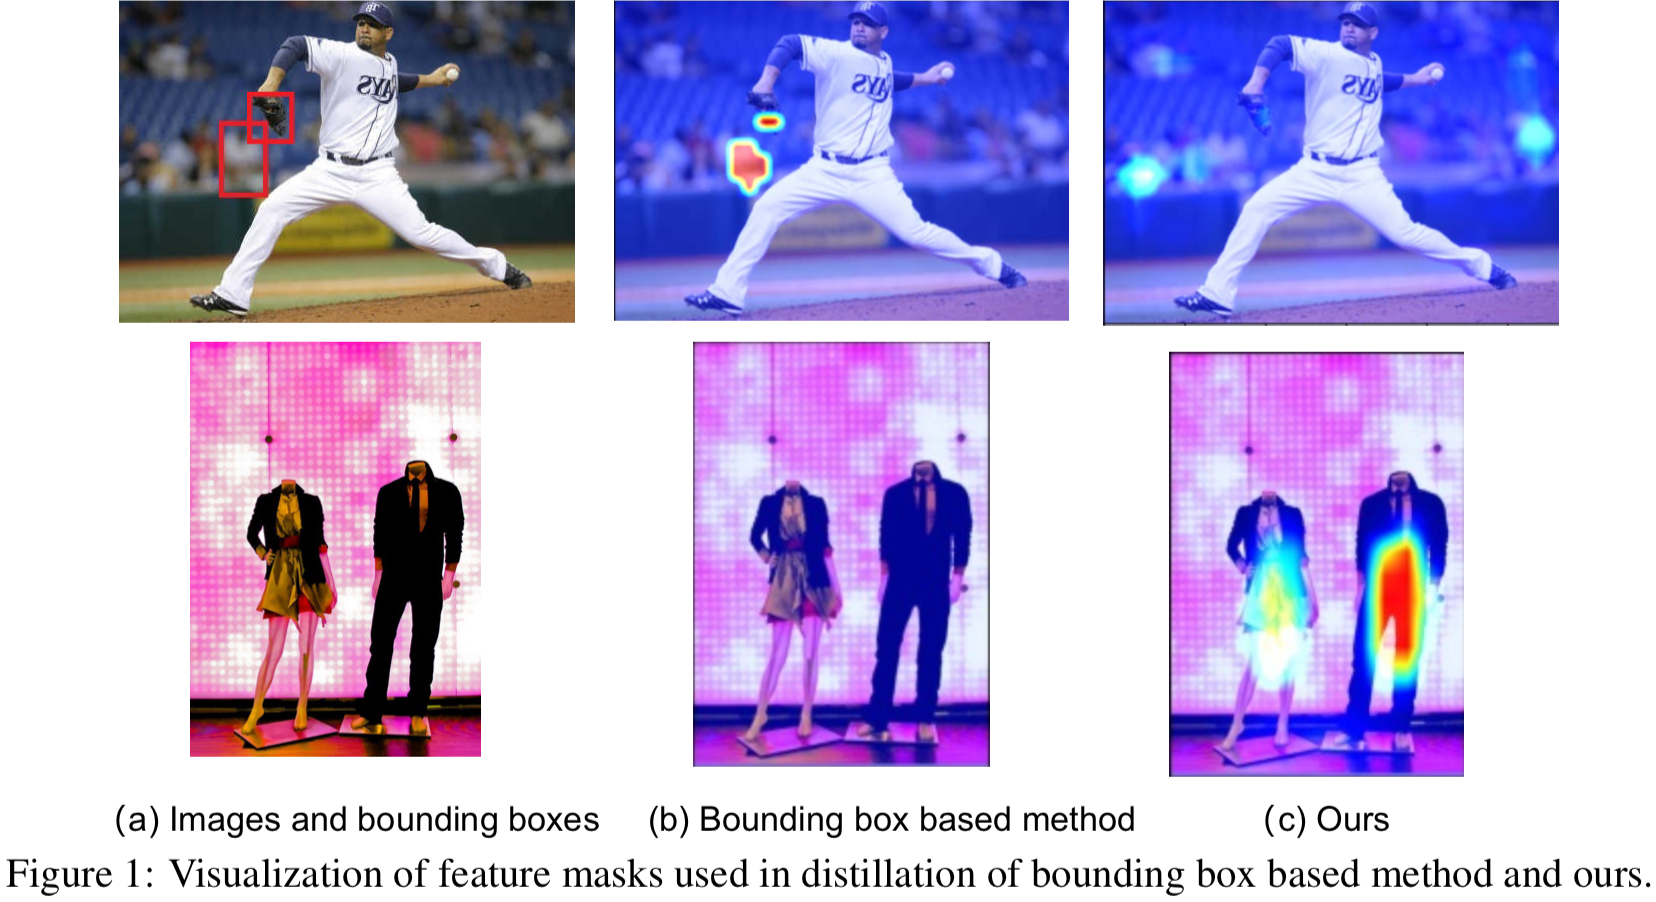 (a) Images and bounding boxes
(b) Bounding box based method
(c) Ours
Figure 1: Visualization of feature masks used in distillation of bounding box based method and ours.